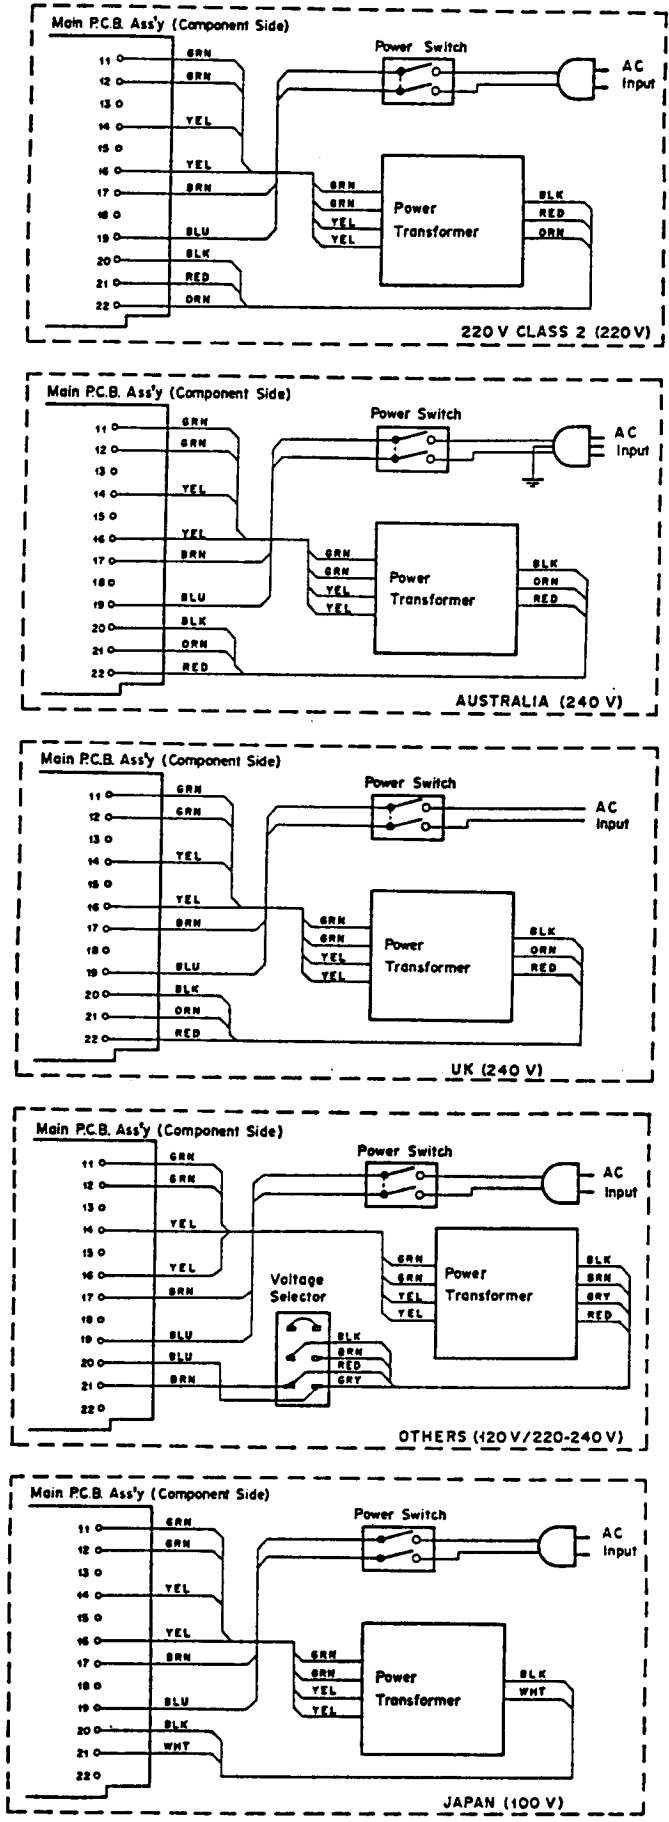 Main P.C.B. Ass'y (Component Side)
Power Switch
AC
Input
11 GRN
12 GRN
13
14 YEL
15
16 YEL
17 BRN
18
19 BLU
20 BLK
21 RED
22 ORN
GRN
GRN
YEL
YEL
Power
Transformer
BLK
RED
ORN
220V CLASS 2 (220V)
Main P.C.B. Ass'y (Component Side)
Power Switch
AC
Input
11 GRN
12 GRN
13
14 YEL
15
16 YEL
17 BRN
18
19 BLU
20 BLK
21 ORN
22 RED
GRN
GRN
YEL
YEL
Power
Transformer
BLK
ORN
RED
AUSTRALIA (240 V)
Main P.C.B. Ass'y (Component Side)
Power Switch
AC
Input
11 GRN
12 GRN
13
14 YEL
15
16 YEL
17 BRN
18
19 BLU
20 BLK
21 ORN
22 RED
GRN
GRN
YEL
YEL
Power
Transformer
BLK
ORN
RED
UK (240 V)
Main P.C.B. Ass'y (Component Side)
Power Switch
AC
Input
11 GRN
12 GRN
13
14 YEL
15
16 YEL
17 BRN
18
19 BLU
20 BLU
21 BRN
22
Voltage
Selector
BLK
BRN
RED
GRY
GRN
GRN
YEL
YEL
Power
Transformer
BLK
BRN
GRY
RED
OTHERS (120V/220-240V)
Main P.C.B. Ass'y (Component Side)
Power Switch
AC
Input
11 GRN
12 GRN
13
14 YEL
15
16 YEL
17 BRN
18
19 BLU
20 BLK
21 WHT
22
GRN
GRN
YEL
YEL
Power
Transformer
BLK
WHT
JAPAN (100 V)